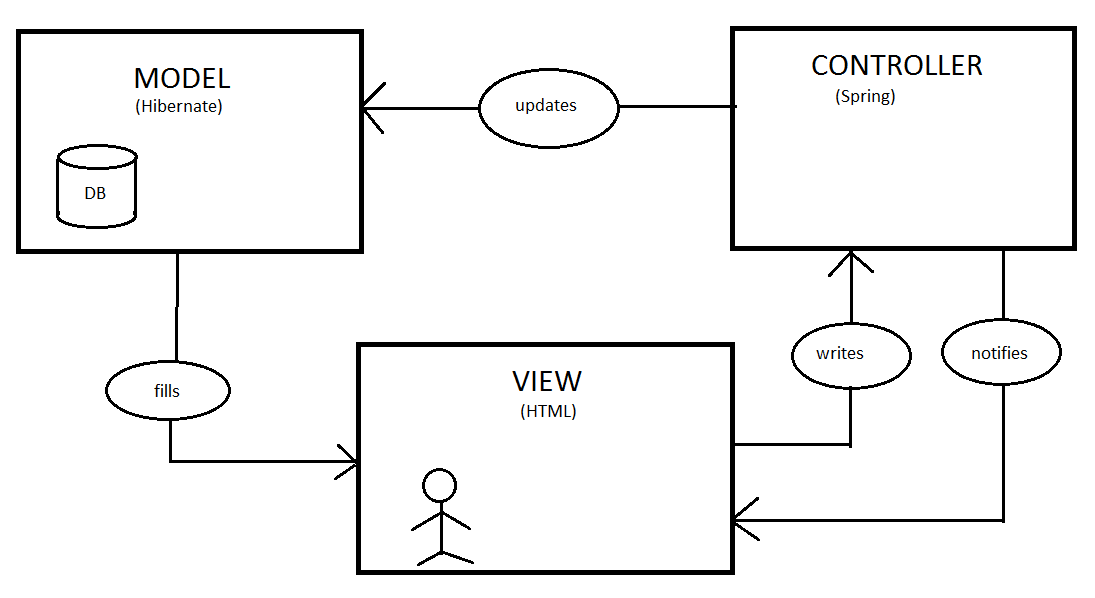 MODEL
(Hibernate)
DB
updates
CONTROLLER
(Spring)
fills
VIEW
(HTML)
writes
notifies